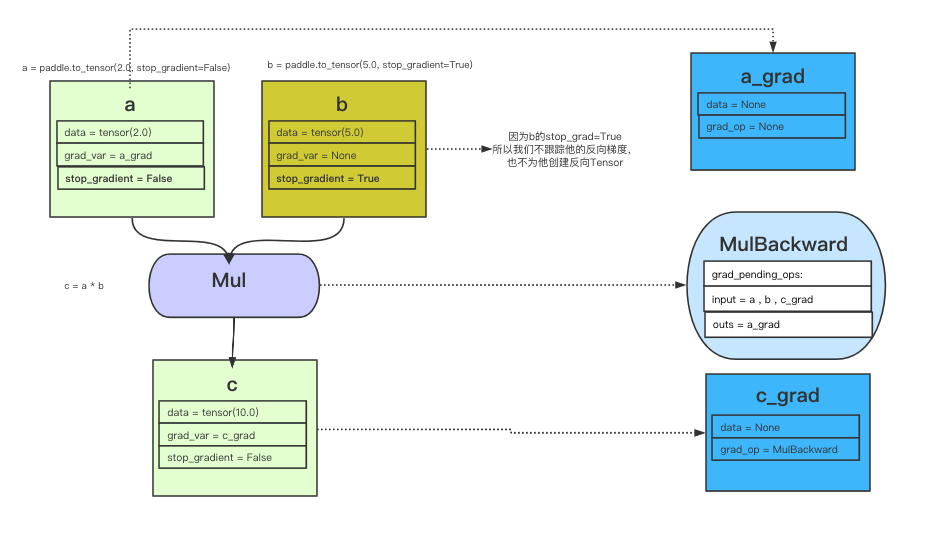 a = paddle.to_tensor(2.0, stop_gradient=False)
b = paddle.to_tensor(5.0, stop_gradient=True)
a
data = tensor(2.0)
grad_var = a_grad
stop_gradient = False
b
data = tensor(5.0)
grad_var = None
stop_gradient = True
因为b的stop_grad=True
所以我们不跟踪他的反向梯度,
也不为他创建反向Tensor
a_grad
data = None
grad_op = None
c = a * b
Mul
MulBackward
grad_pending_ops:
input = a , b , c_grad
outs = a_grad
c
data = tensor(10.0)
grad_var = c_grad
stop_gradient = False
c_grad
data = None
grad_op = MulBackward